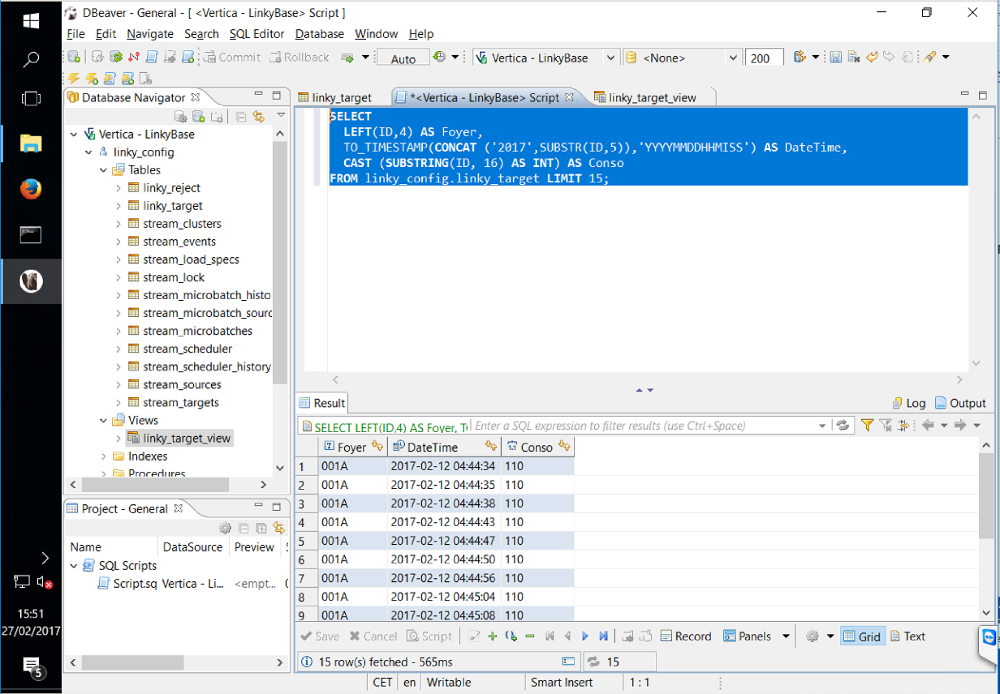 DBeaver - General - [ <Vertica - LinkyBase> Script ]
File Edit Navigate Search SQL Editor Database Window Help
Commit Rollback Auto Vertica - LinkyBase <None> 200
Database Navigator
linky_target *<Vertica - LinkyBase> Script linky_target_view
Vertica - LinkyBase
linky_config
Tables
linky_reject
linky_target
stream_clusters
stream_events
stream_load_specs
stream_lock
stream_microbatch_histo
stream_microbatch_sourc
stream_microbatches
stream_scheduler
stream_scheduler_history
stream_sources
stream_targets
Views
linky_target_view
Indexes
Procedures
SELECT
LEFT(ID,4) AS Foyer,
TO_TIMESTAMP(CONCAT ('2017',SUBSTR(ID,5)),'YYYYMMDDHHMISS') AS DateTime,
CAST (SUBSTRING(ID, 16) AS INT) AS Conso
FROM linky_config.linky_target LIMIT 15;
Result Log Output
SELECT LEFT(ID,4) AS Foyer, Enter a SQL expression to filter results (use Ctrl+Space)
Foyer DateTime Conso
1 001A 2017-02-12 04:44:34 110
2 001A 2017-02-12 04:44:35 110
3 001A 2017-02-12 04:44:38 110
4 001A 2017-02-12 04:44:43 110
5 001A 2017-02-12 04:44:47 110
6 001A 2017-02-12 04:44:50 110
7 001A 2017-02-12 04:44:56 110
8 001A 2017-02-12 04:45:04 110
9 001A 2017-02-12 04:45:08 110
Save Cancel Script Record Panels Grid Text
15 row(s) fetched - 565ms 15
Project - General
Name DataSource Preview
SQL Scripts
Script.sq Vertica - Li... <empt...
CET en Writable Smart Insert 1 : 1
15:51
27/02/2017
5